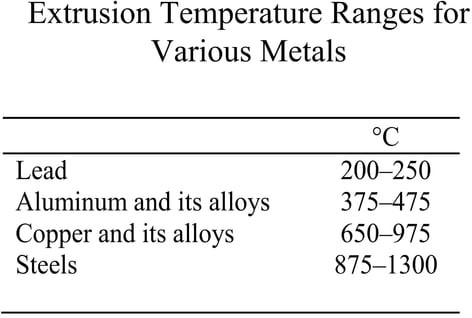 Extrusion Temperature Ranges for
Various Metals
°C
Lead 200–250
Aluminum and its alloys 375–475
Copper and its alloys 650–975
Steels 875–1300